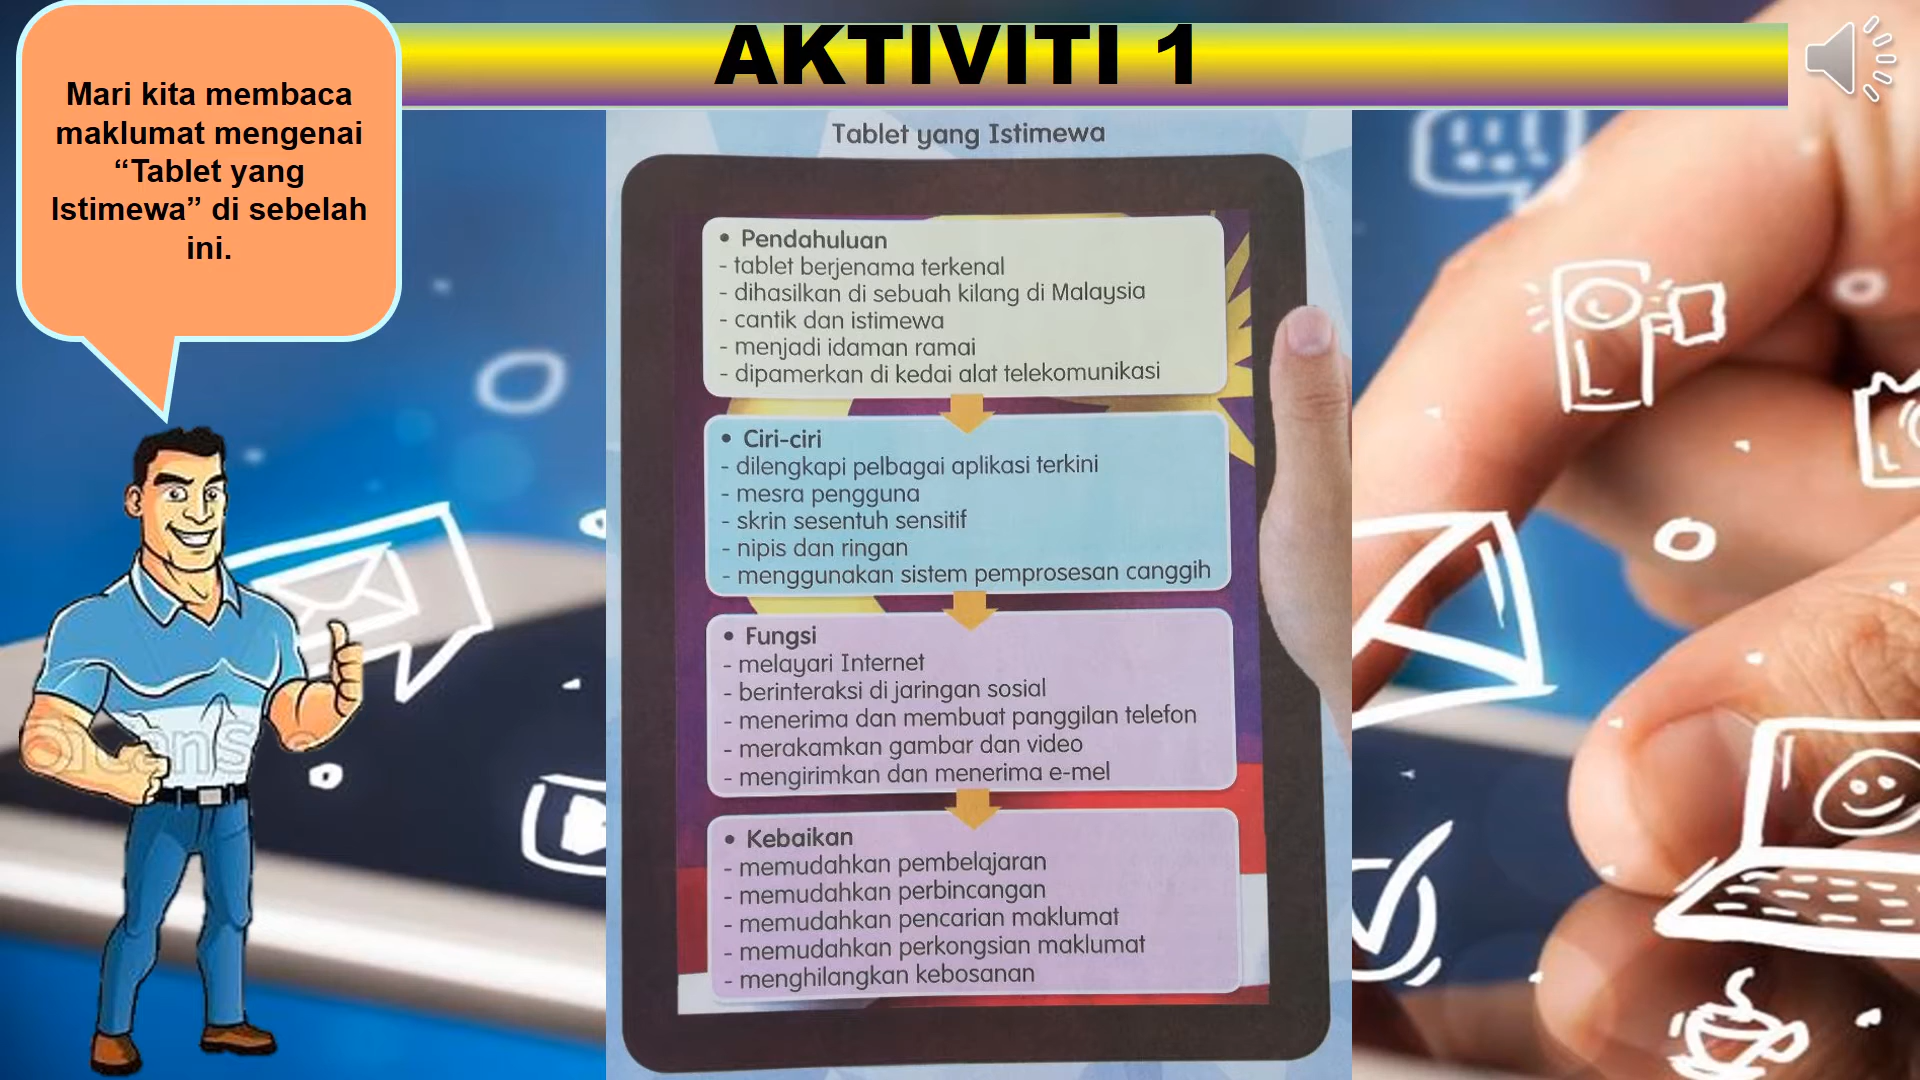 AKTIVITI 1
Mari kita membaca
maklumat mengenai
“Tablet yang
Istimewa” di sebelah
ini.
Tablet yang Istimewa
• Pendahuluan
- tablet berjenama terkenal
- dihasilkan di sebuah kilang di Malaysia
- cantik dan istimewa
- menjadi idaman ramai
- dipamerkan di kedai alat telekomunikasi
• Ciri-ciri
- dilengkapi pelbagai aplikasi terkini
- mesra pengguna
- skrin sesentuh sensitif
- nipis dan ringan
- menggunakan sistem pemprosesan canggih
• Fungsi
- melayari Internet
- berinteraksi di jaringan sosial
- menerima dan membuat panggilan telefon
- merakamkan gambar dan video
- mengirimkan dan menerima e-mel
• Kebaikan
- memudahkan pembelajaran
- memudahkan perbincangan
- memudahkan pencarian maklumat
- memudahkan perkongsian maklumat
- menghilangkan kebosanan